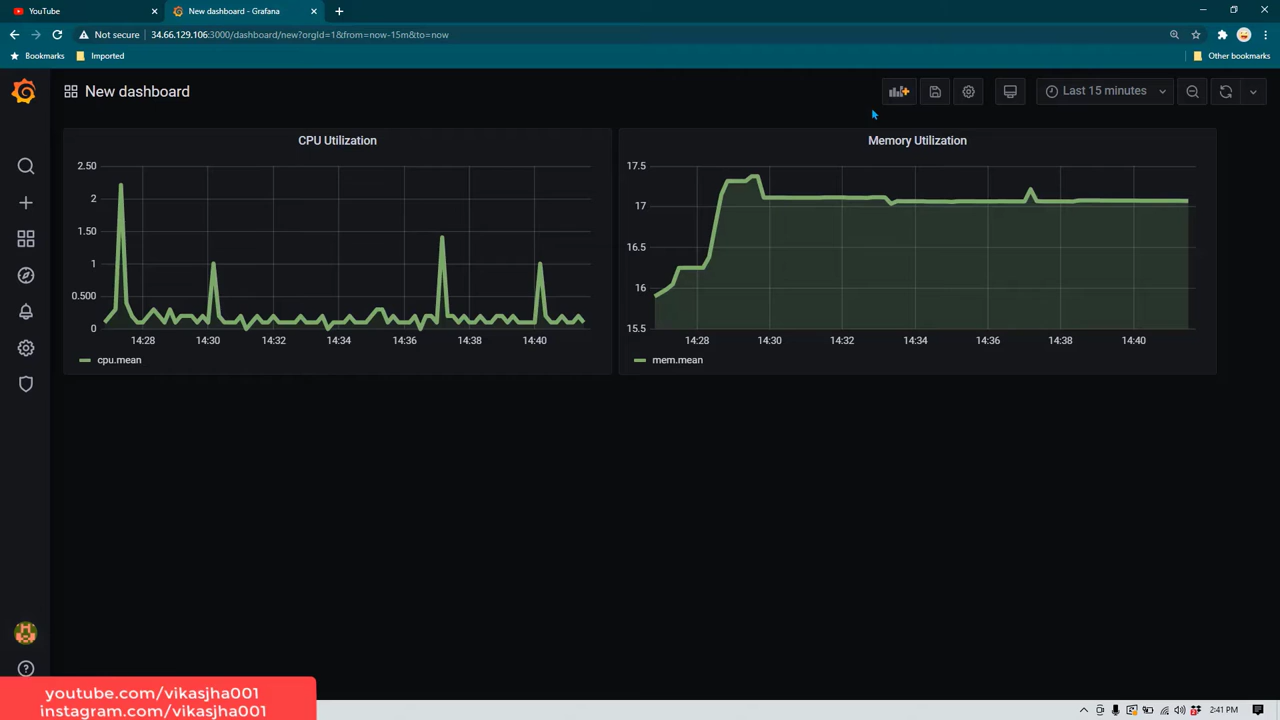 YouTube
New dashboard - Grafana
Not secure
34.66.129.106:3000/dashboard/new?orgId=1&from=now-15m&to=now
Bookmarks
Imported
Other bookmarks
New dashboard
Last 15 minutes
CPU Utilization
2.50
2
1.50
1
0.500
0
14:28 14:30 14:32 14:34 14:36 14:38 14:40
cpu.mean
Memory Utilization
17.5
17
16.5
16
15.5
14:28 14:30 14:32 14:34 14:36 14:38 14:40
mem.mean
youtube.com/vikasjha001
instagram.com/vikasjha001
2:41 PM